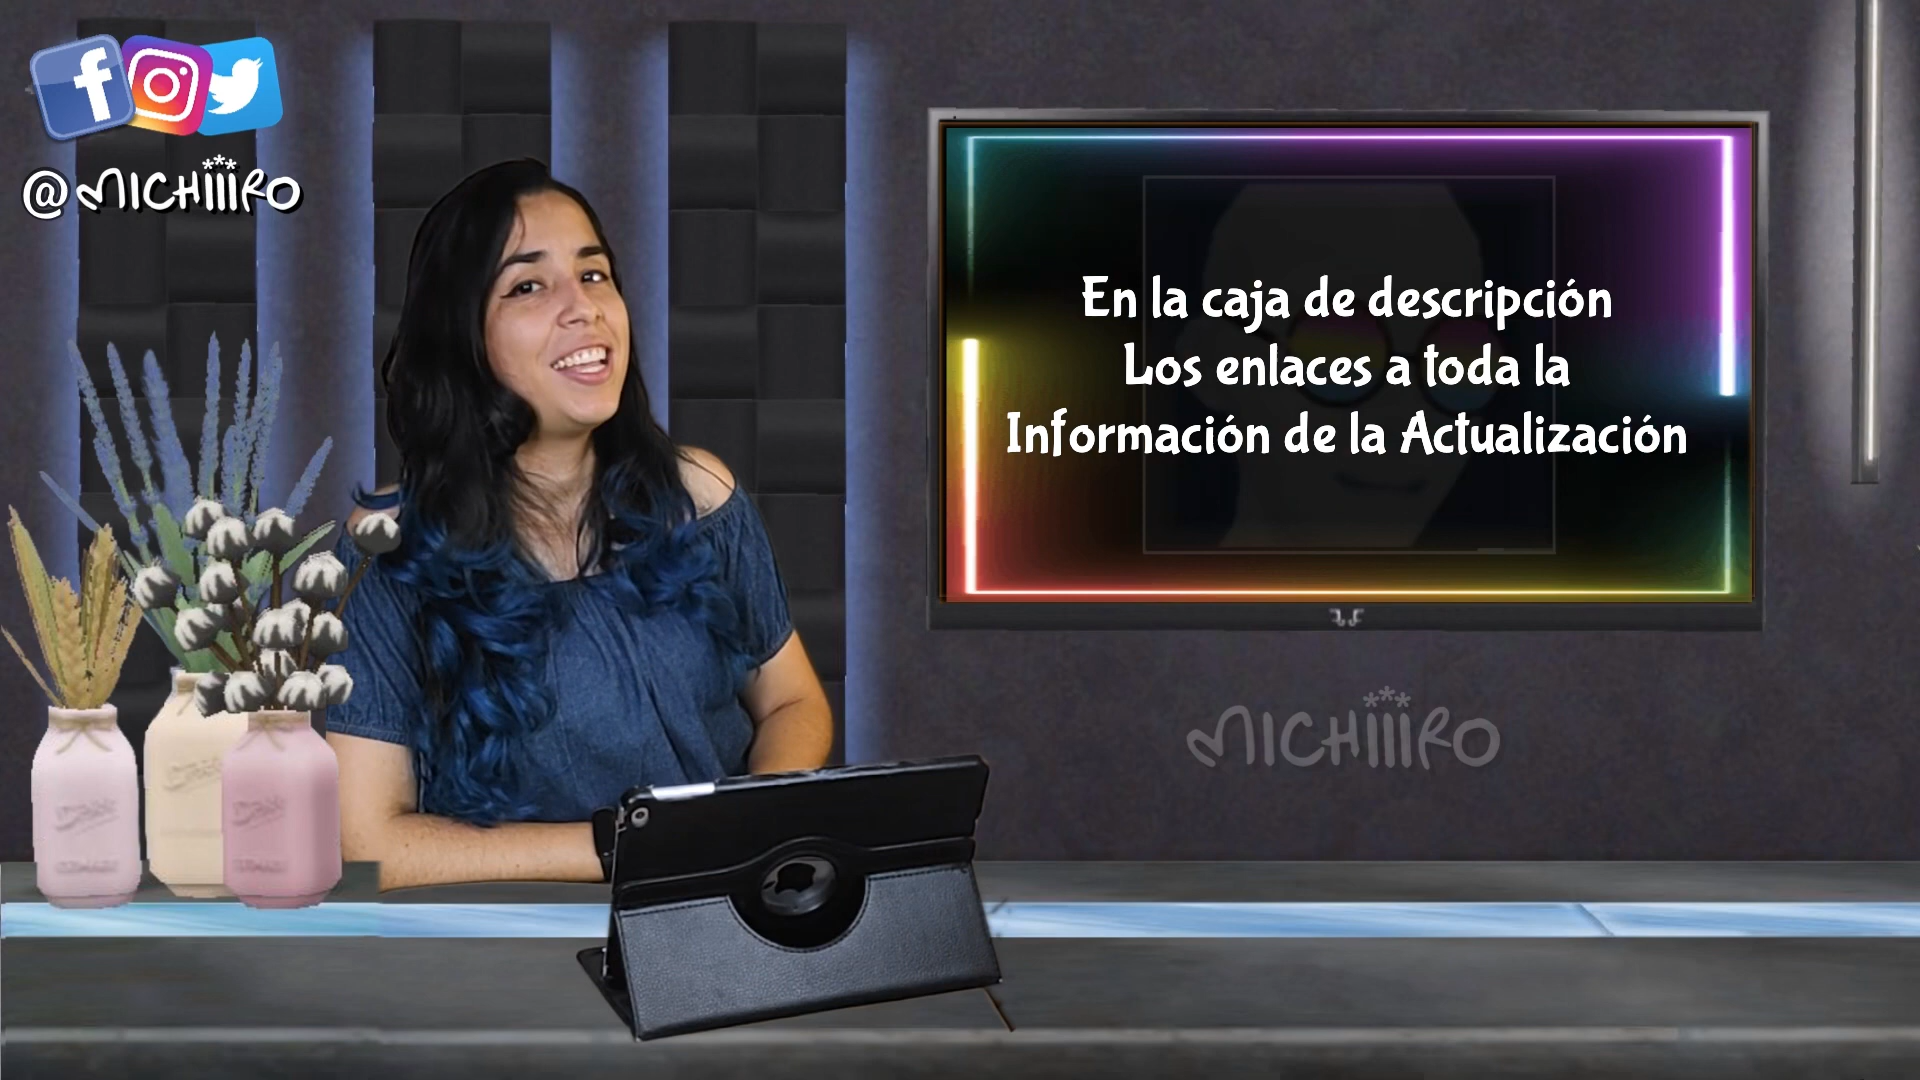 @MICHIIIRO
En la caja de descripción
Los enlaces a toda la
Información de la Actualización
MICHIIIRO